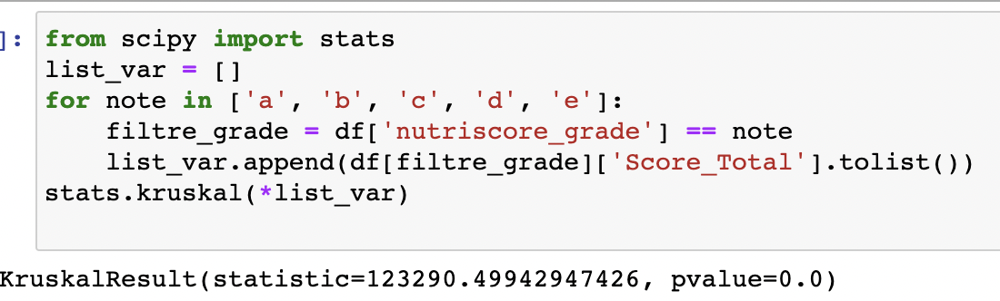 ]:
from scipy import stats
list_var = []
for note in ['a', 'b', 'c', 'd', 'e']:
    filtre_grade = df['nutriscore_grade'] == note
    list_var.append(df[filtre_grade]['Score_Total'].tolist())
stats.kruskal(*list_var)
KruskalResult(statistic=123290.49942947426, pvalue=0.0)